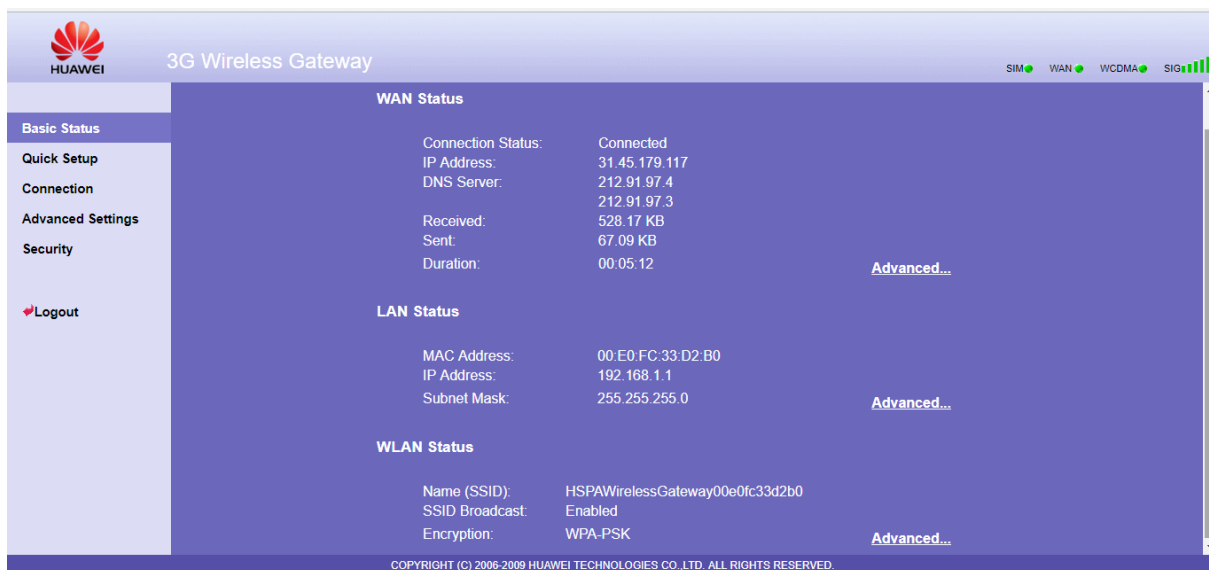 HUAWEI
3G Wireless Gateway
SIM WAN WCDMA SIG
Basic Status
Quick Setup
Connection
Advanced Settings
Security
Logout
WAN Status
Connection Status: Connected
IP Address: 31.45.179.117
DNS Server: 212.91.97.4
212.91.97.3
Received: 528.17 KB
Sent: 67.09 KB
Duration: 00:05:12 Advanced...
LAN Status
MAC Address: 00:E0:FC:33:D2:B0
IP Address: 192.168.1.1
Subnet Mask: 255.255.255.0 Advanced...
WLAN Status
Name (SSID): HSPAWirelessGateway00e0fc33d2b0
SSID Broadcast: Enabled
Encryption: WPA-PSK Advanced...
COPYRIGHT (C) 2006-2009 HUAWEI TECHNOLOGIES CO.,LTD. ALL RIGHTS RESERVED.